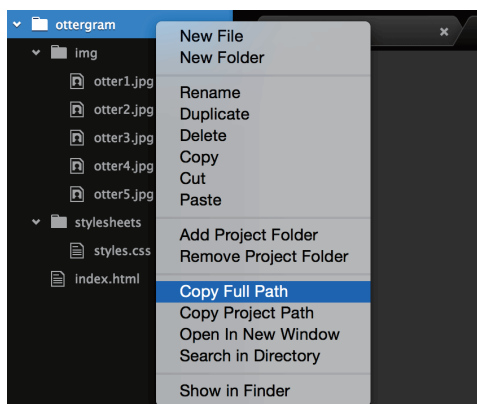 ottergram
img
otter1.jpg
otter2.jpg
otter3.jpg
otter4.jpg
otter5.jpg
stylesheets
styles.css
index.html
New File
New Folder
Rename
Duplicate
Delete
Copy
Cut
Paste
Add Project Folder
Remove Project Folder
Copy Full Path
Copy Project Path
Open In New Window
Search in Directory
Show in Finder